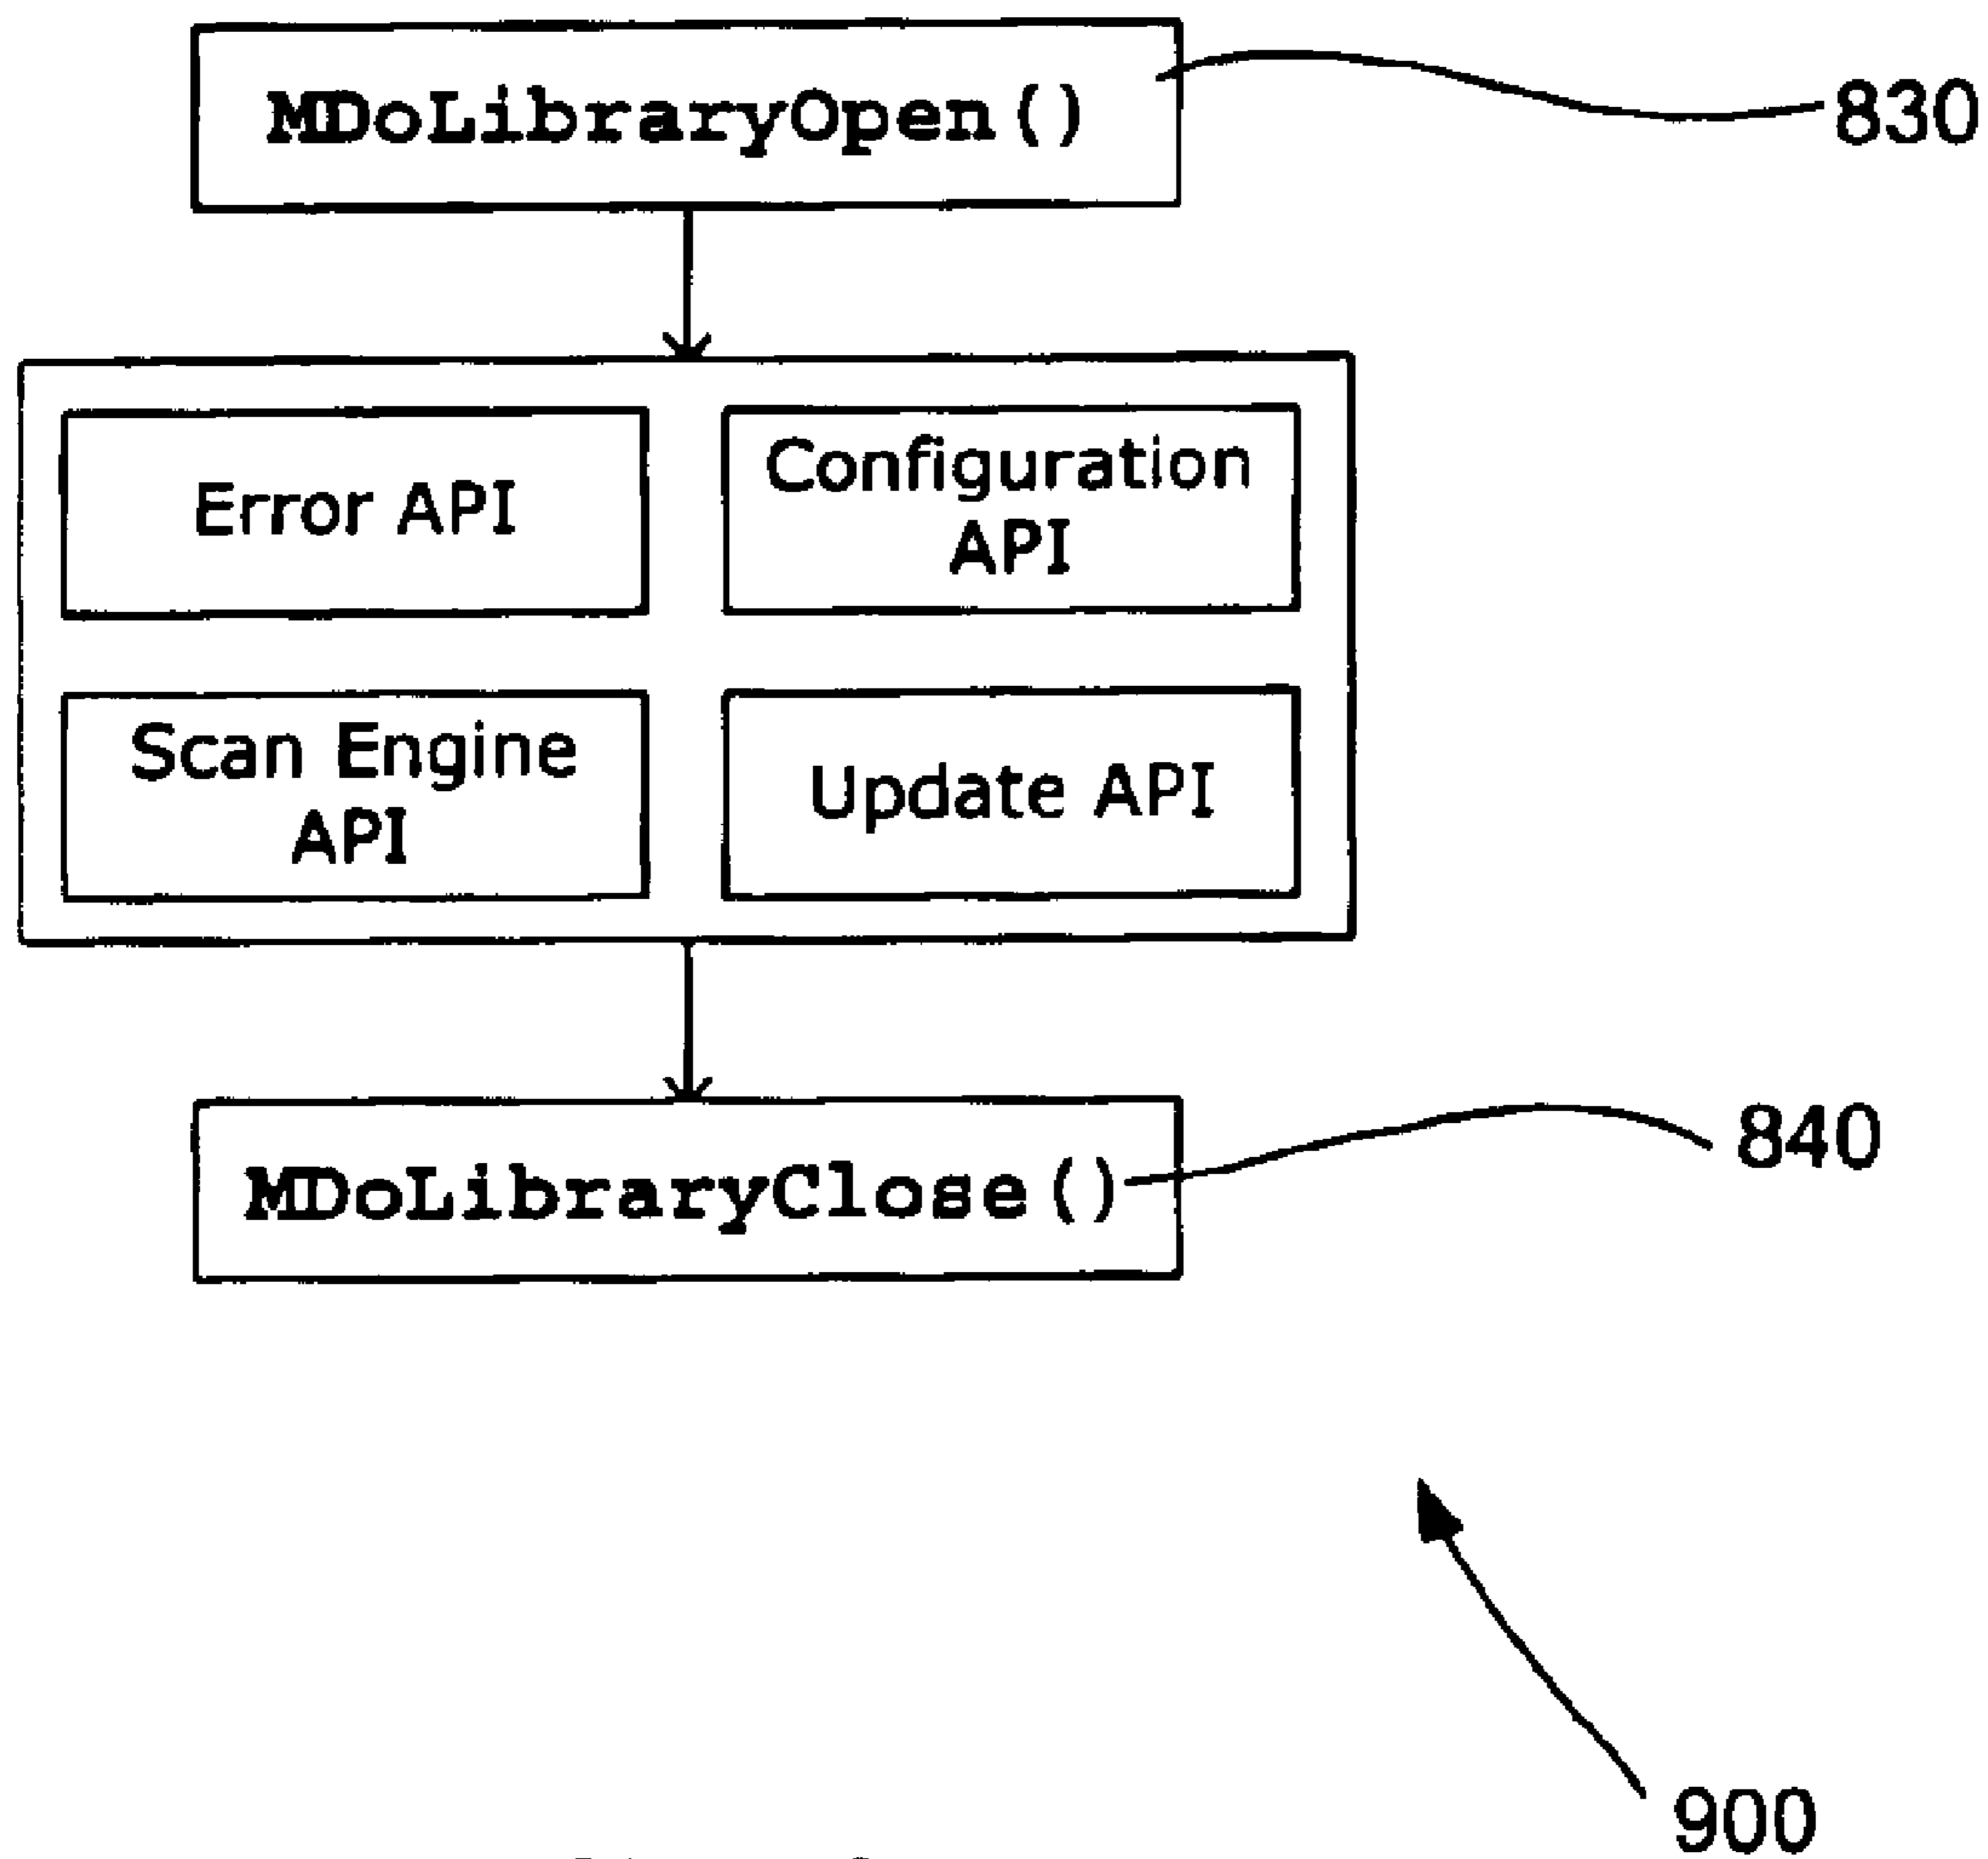 MDoLibraryOpen()
830
Error API
Configuration
API
Scan Engine
API
Update API
MDoLibraryClose()
840
900